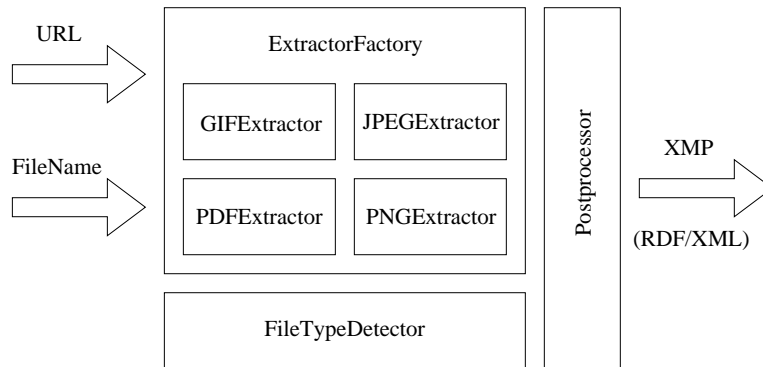 URL
FileName
ExtractorFactory
GIFExtractor
JPEGExtractor
PDFExtractor
PNGExtractor
FileTypeDetector
Postprocessor
XMP
(RDF/XML)